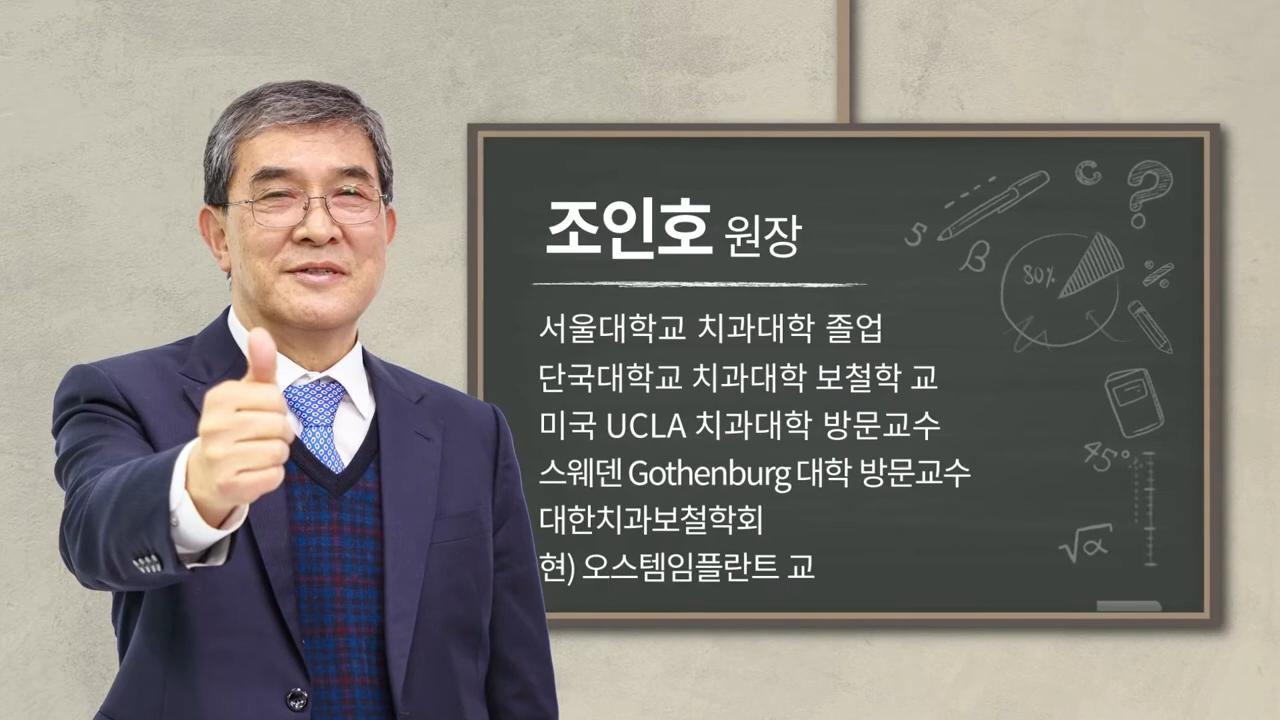 조인호 원장
서울대학교 치과대학 졸업
단국대학교 치과대학 보철학 교
미국 UCLA 치과대학 방문교수
스웨덴 Gothenburg 대학 방문교수
대한치과보철학회
현) 오스템임플란트 교
C
?
5
β
80%
%
45°
√α